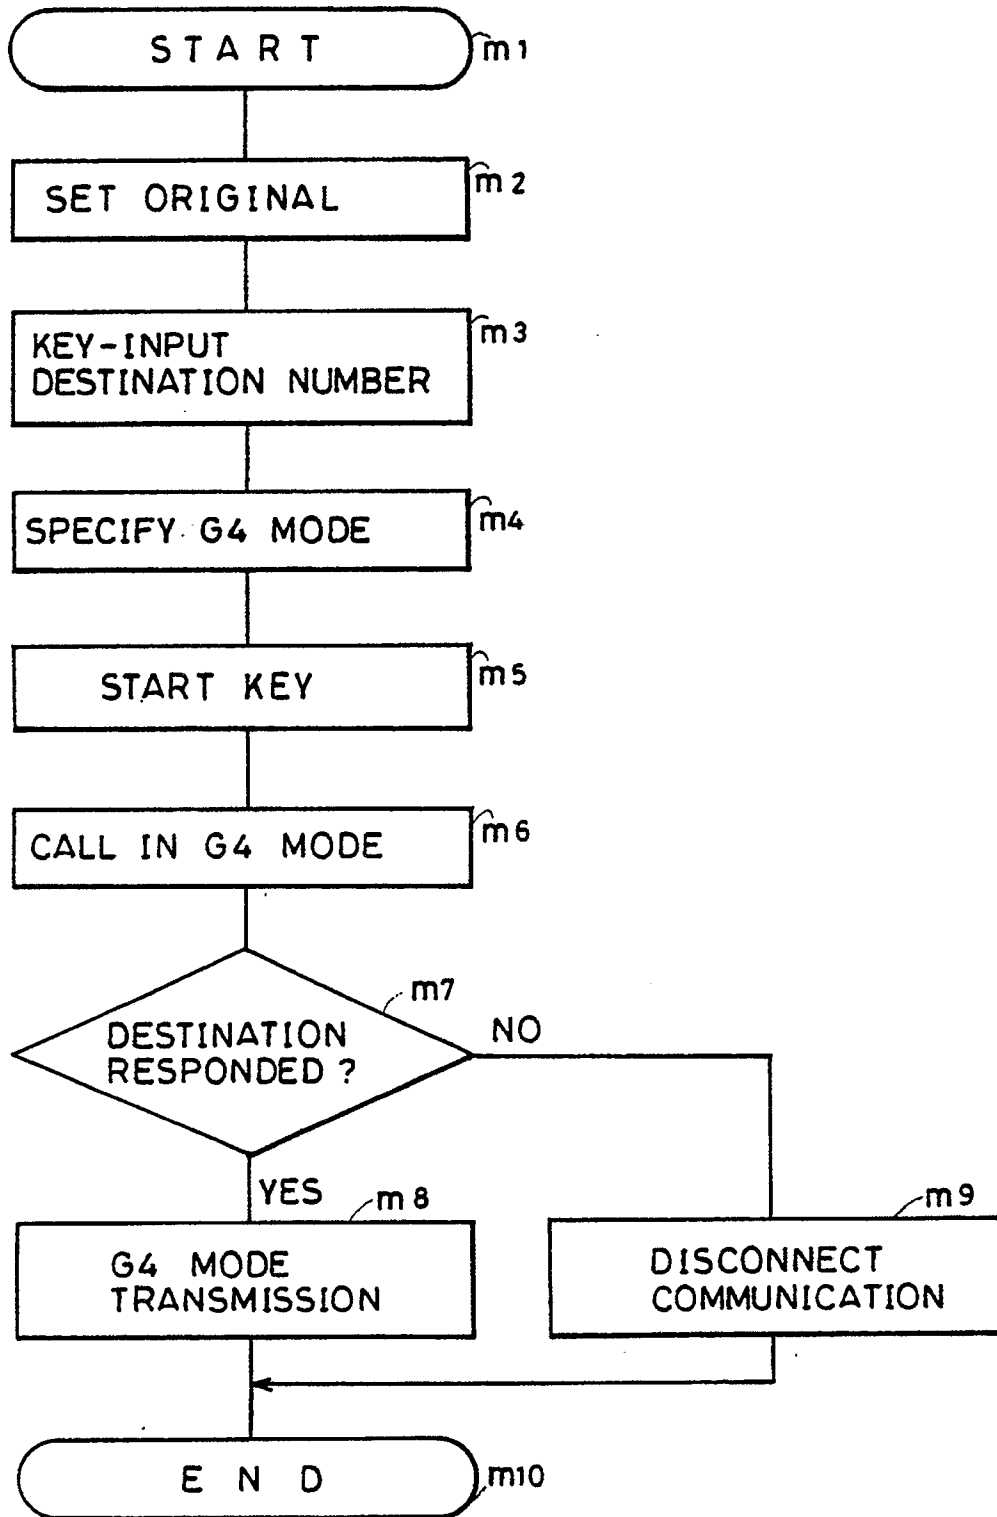 START
m1
SET ORIGINAL
m2
KEY-INPUT
DESTINATION NUMBER
m3
SPECIFY G4 MODE
m4
START KEY
m5
CALL IN G4 MODE
m6
DESTINATION
RESPONDED ?
m7
NO
YES
G4 MODE
TRANSMISSION
m8
DISCONNECT
COMMUNICATION
m9
END
m10